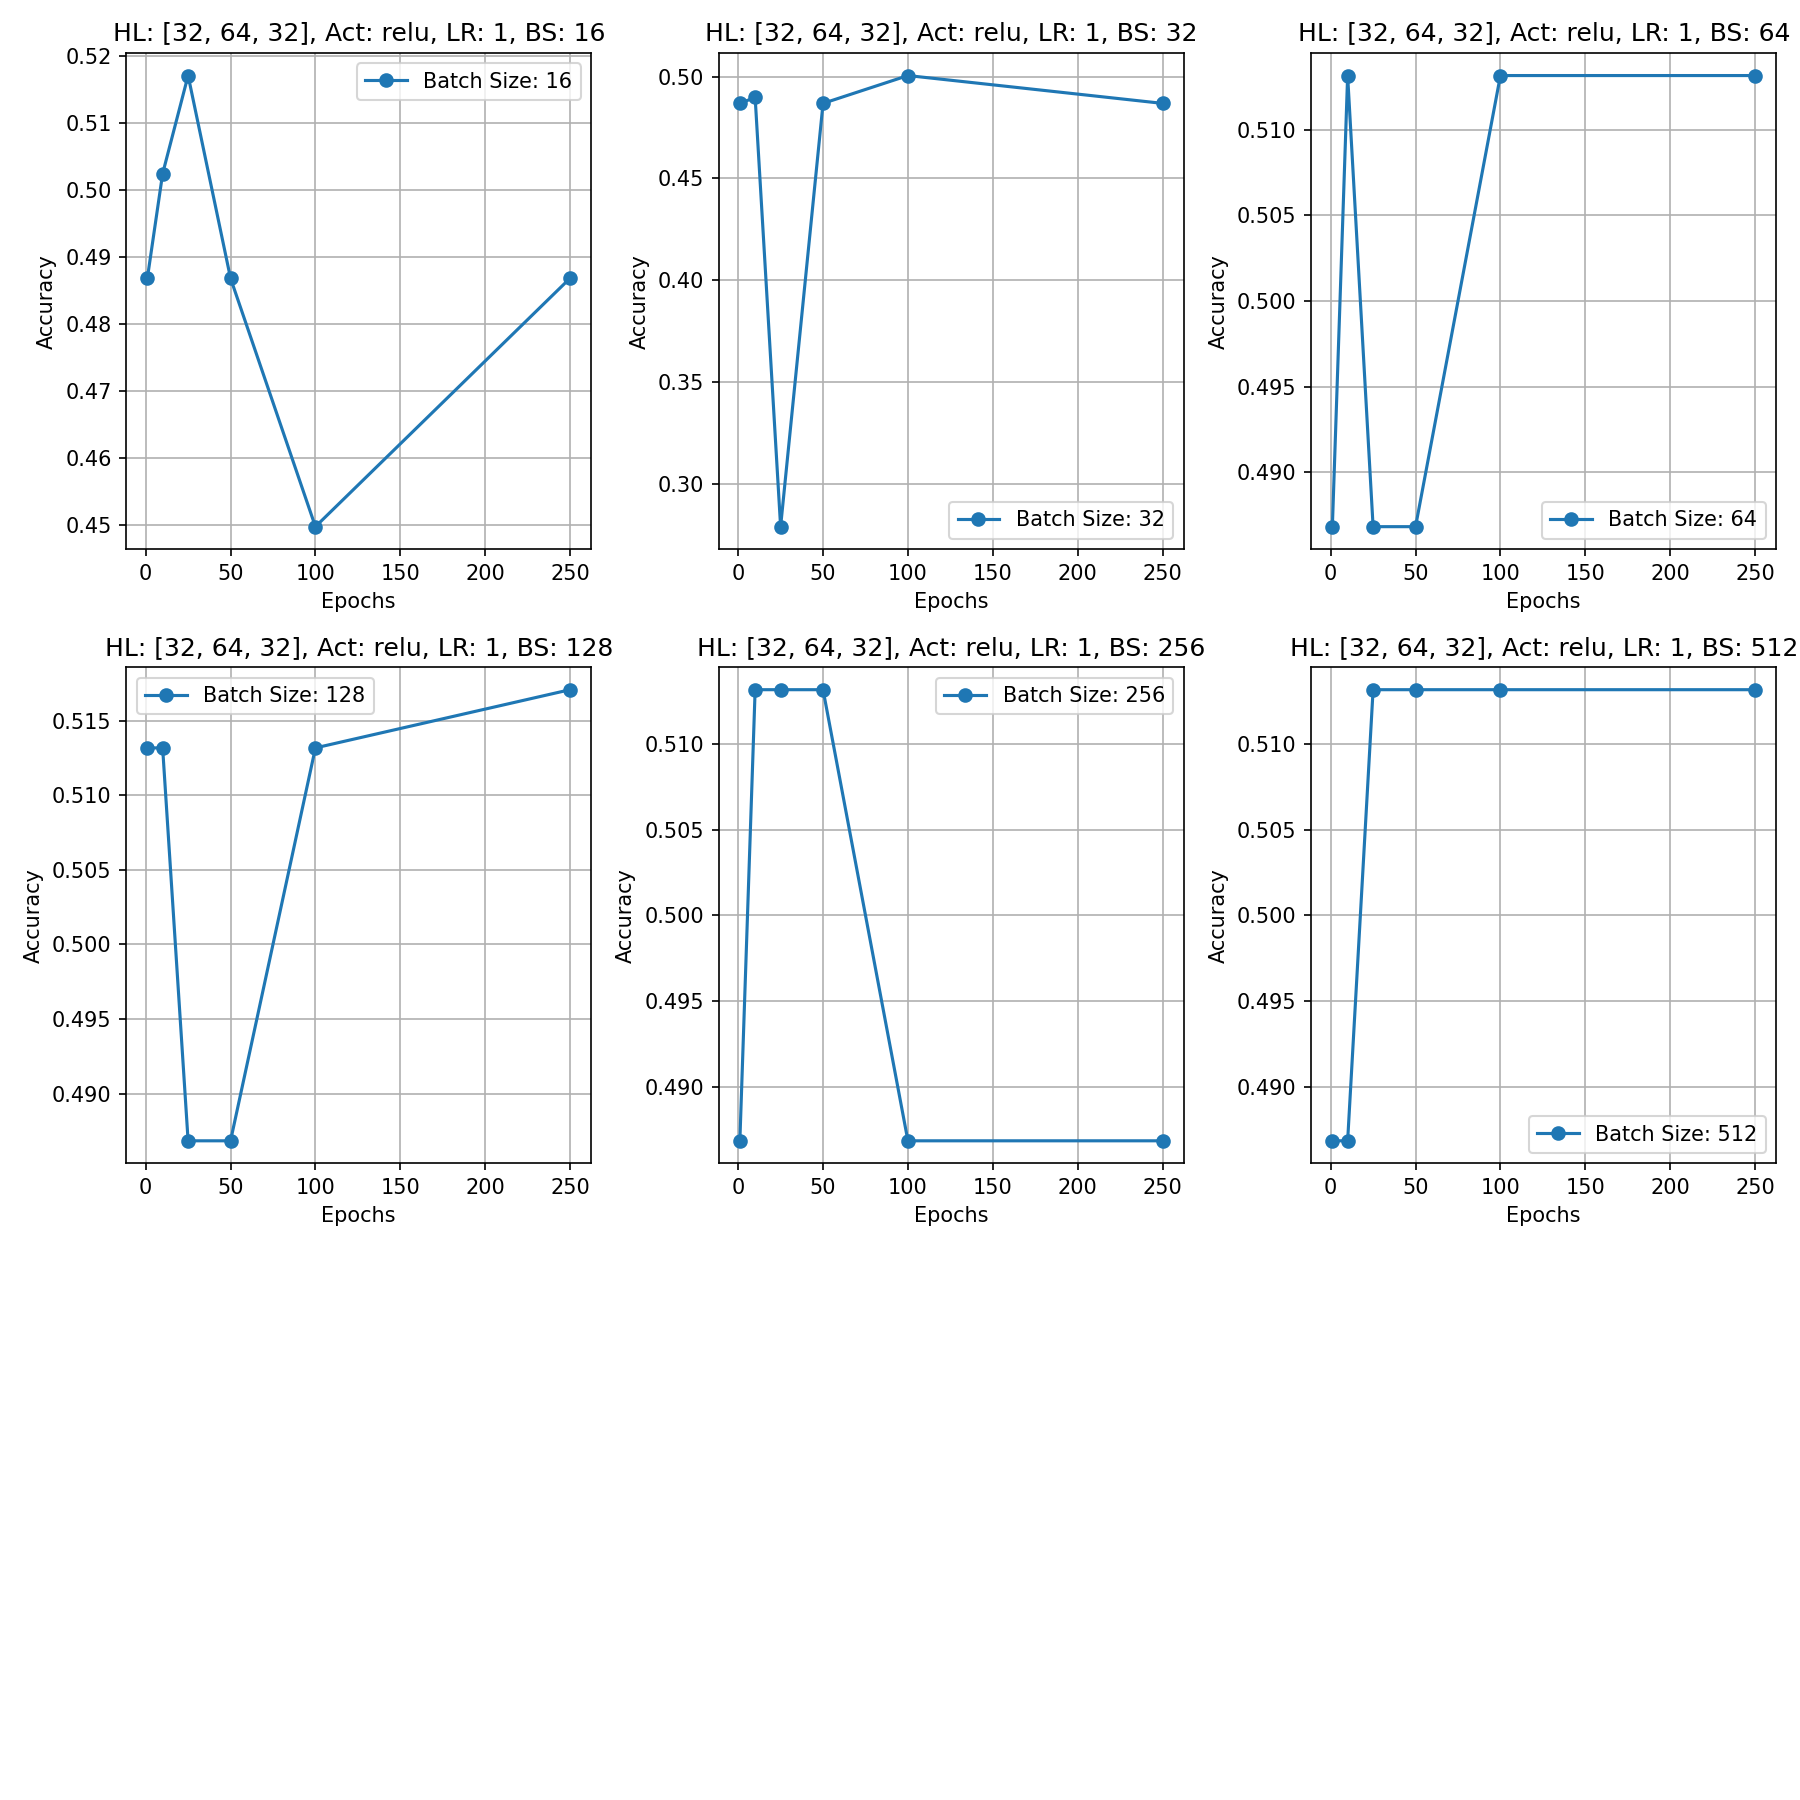 HL: [32, 64, 32], Act: relu, LR: 1, BS: 16
Batch Size: 16
0.52
0.51
0.50
0.49
0.48
0.47
0.46
0.45
Accuracy
0 50 100 150 200 250
Epochs
HL: [32, 64, 32], Act: relu, LR: 1, BS: 32
0.50
0.45
0.40
0.35
0.30
Accuracy
Batch Size: 32
0 50 100 150 200 250
Epochs
HL: [32, 64, 32], Act: relu, LR: 1, BS: 64
0.510
0.505
0.500
0.495
0.490
Accuracy
Batch Size: 64
0 50 100 150 200 250
Epochs
HL: [32, 64, 32], Act: relu, LR: 1, BS: 128
Batch Size: 128
0.515
0.510
0.505
0.500
0.495
0.490
Accuracy
0 50 100 150 200 250
Epochs
HL: [32, 64, 32], Act: relu, LR: 1, BS: 256
Batch Size: 256
0.510
0.505
0.500
0.495
0.490
Accuracy
0 50 100 150 200 250
Epochs
HL: [32, 64, 32], Act: relu, LR: 1, BS: 512
0.510
0.505
0.500
0.495
0.490
Accuracy
Batch Size: 512
0 50 100 150 200 250
Epochs